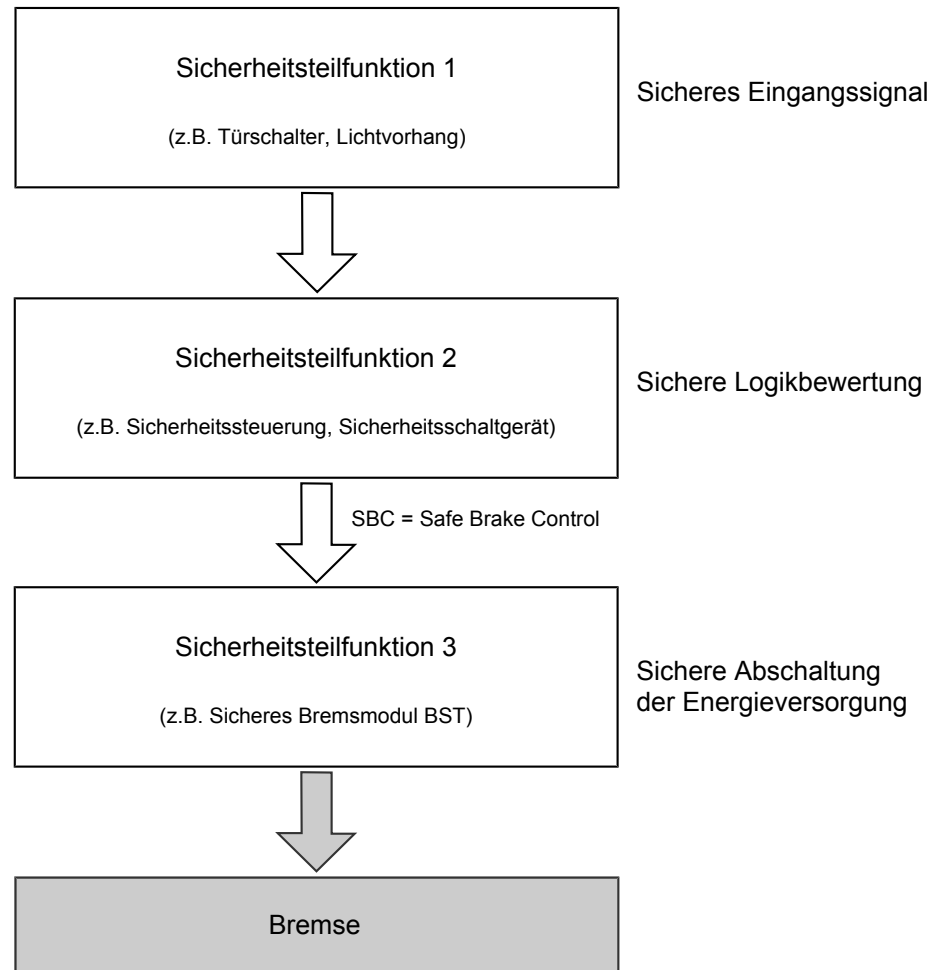 Sicherheitsteilfunktion 1
(z.B. Türschalter, Lichtvorhang)
Sicheres Eingangssignal
Sicherheitsteilfunktion 2
(z.B. Sicherheitssteuerung, Sicherheitsschaltgerät)
Sichere Logikbewertung
SBC = Safe Brake Control
Sicherheitsteilfunktion 3
(z.B. Sicheres Bremsmodul BST)
Sichere Abschaltung
der Energieversorgung
Bremse